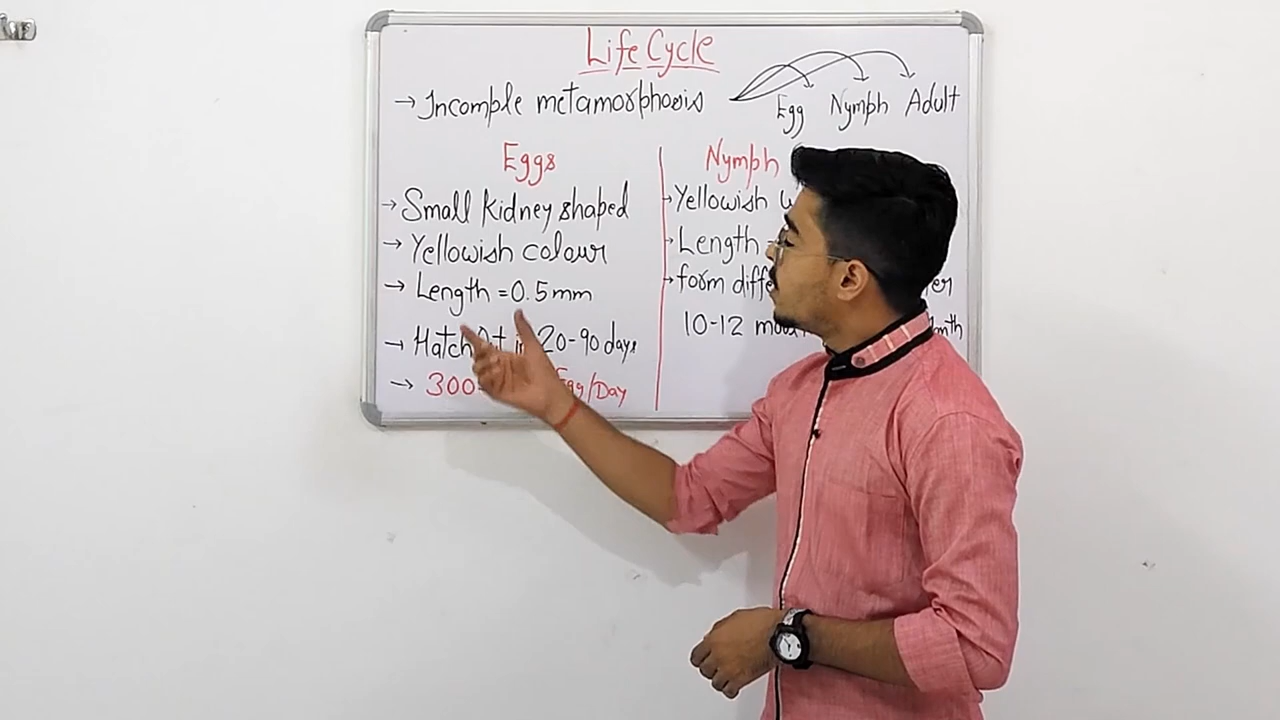 Life Cycle
→ Incomple metamorphosis
Egg Nymph Adult
Eggs
→ Small Kidney shaped
→ Yellowish colour
→ Length = 0.5 mm
→ Hatch in 20-90 days
→ 300 Egg/Day
Nymph
→ Yellowish
→ Length
→ form
10-12